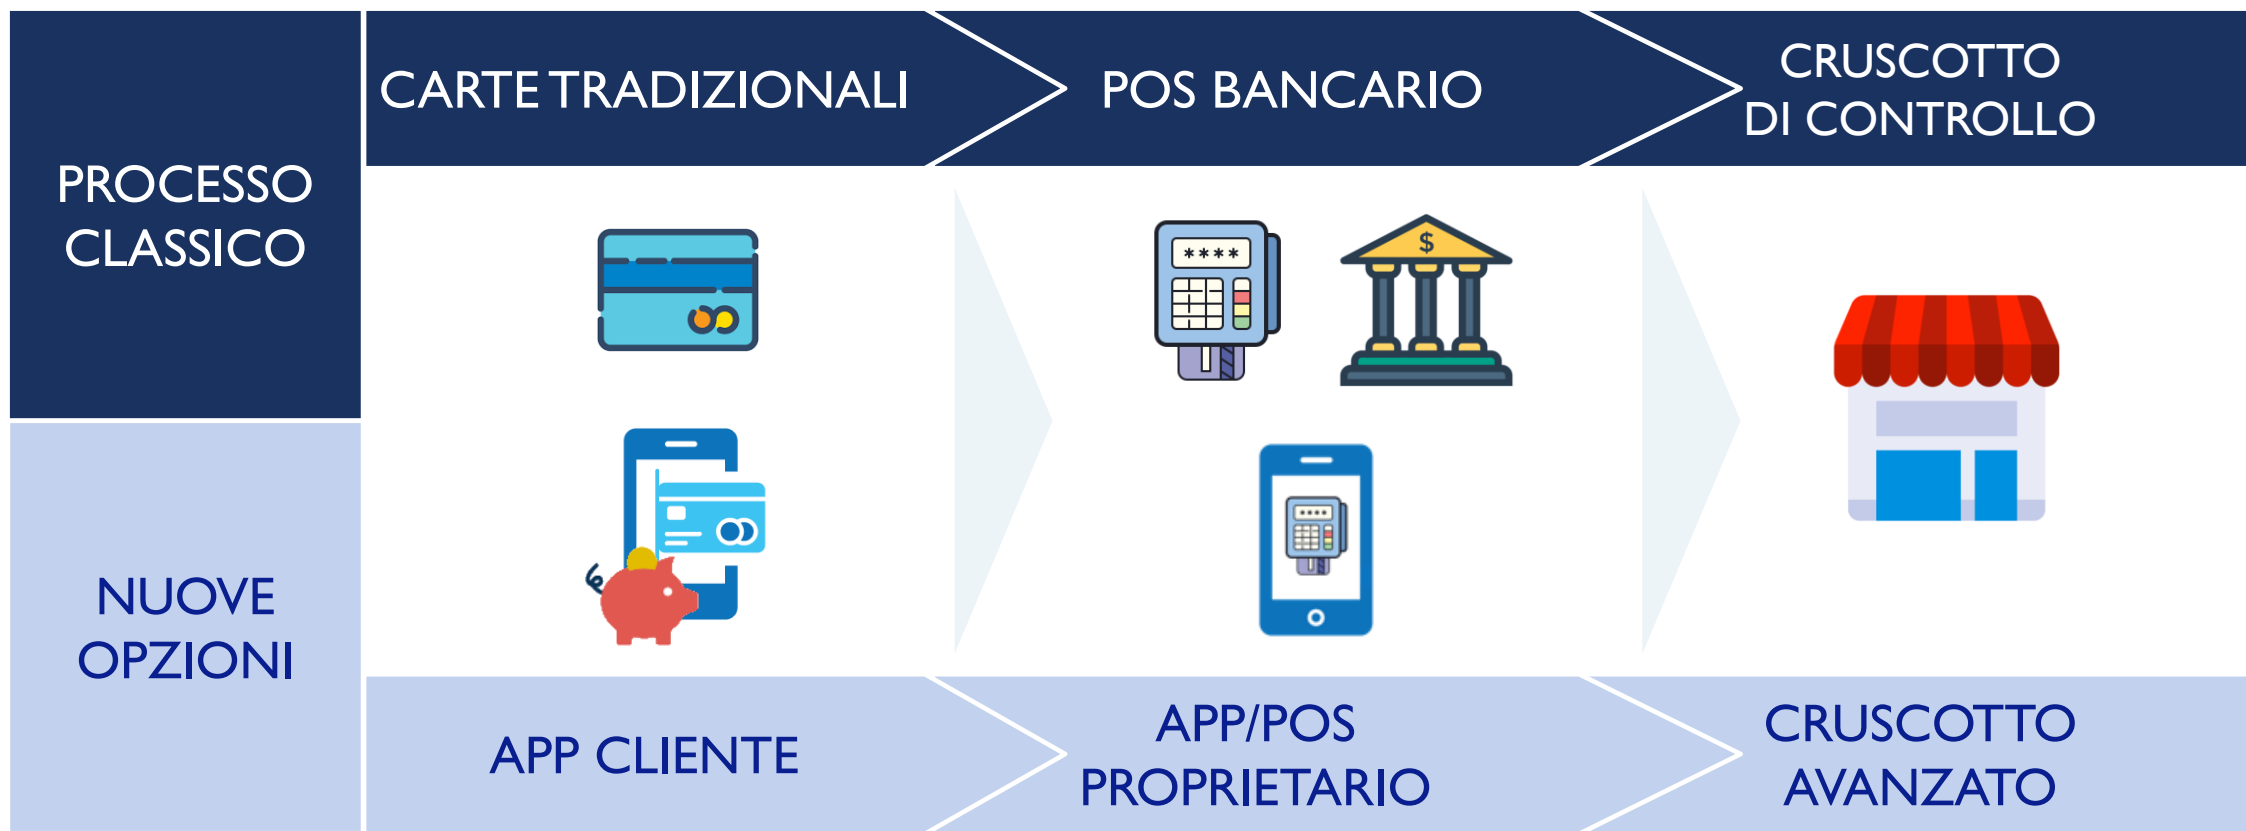 PROCESSO
CLASSICO
CARTE TRADIZIONALI
POS BANCARIO
CRUSCOTTO
DI CONTROLLO
****
$
****
NUOVE
OPZIONI
APP CLIENTE
APP/POS
PROPRIETARIO
CRUSCOTTO
AVANZATO